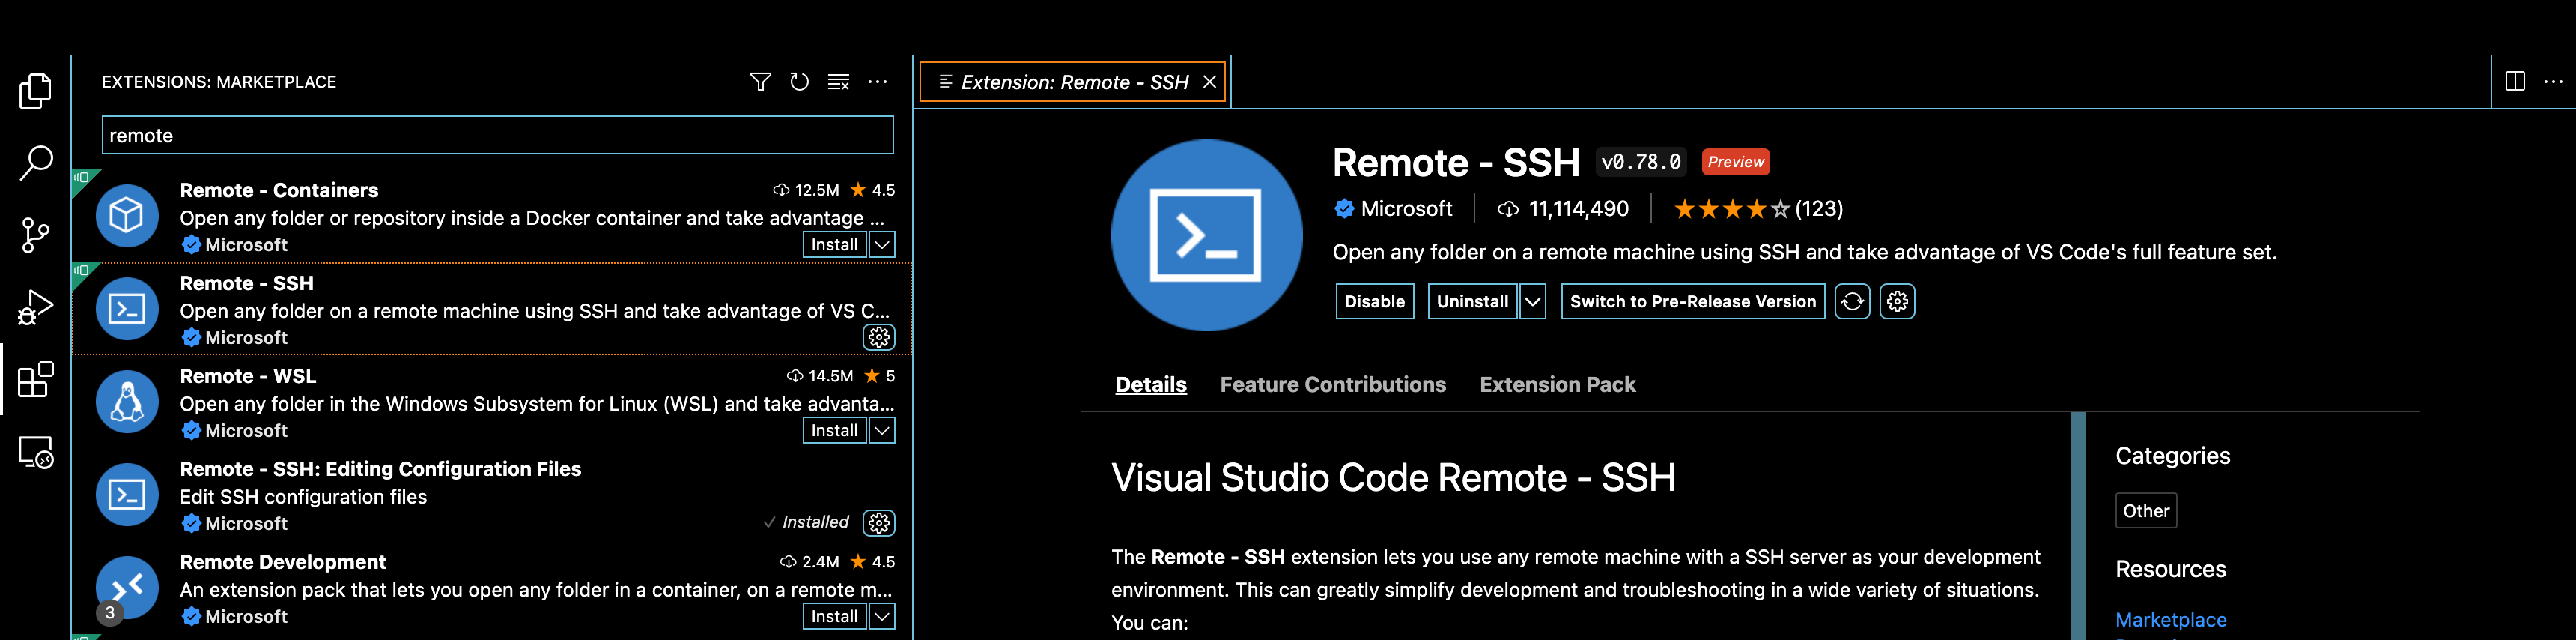 EXTENSIONS: MARKETPLACE
remote
Remote - Containers 12.5M 4.5
Open any folder or repository inside a Docker container and take advantage ...
Microsoft Install
Remote - SSH
Open any folder on a remote machine using SSH and take advantage of VS C...
Microsoft
Remote - WSL 14.5M 5
Open any folder in the Windows Subsystem for Linux (WSL) and take advanta...
Microsoft Install
Remote - SSH: Editing Configuration Files
Edit SSH configuration files
Microsoft Installed
Remote Development 2.4M 4.5
An extension pack that lets you open any folder in a container, on a remote m...
3
Microsoft Install
Extension: Remote - SSH
Remote - SSH v0.78.0 Preview
Microsoft 11,114,490 (123)
Open any folder on a remote machine using SSH and take advantage of VS Code's full feature set.
Disable Uninstall Switch to Pre-Release Version
Details Feature Contributions Extension Pack
Visual Studio Code Remote - SSH
The Remote - SSH extension lets you use any remote machine with a SSH server as your development
environment. This can greatly simplify development and troubleshooting in a wide variety of situations.
You can:
Categories
Other
Resources
Marketplace